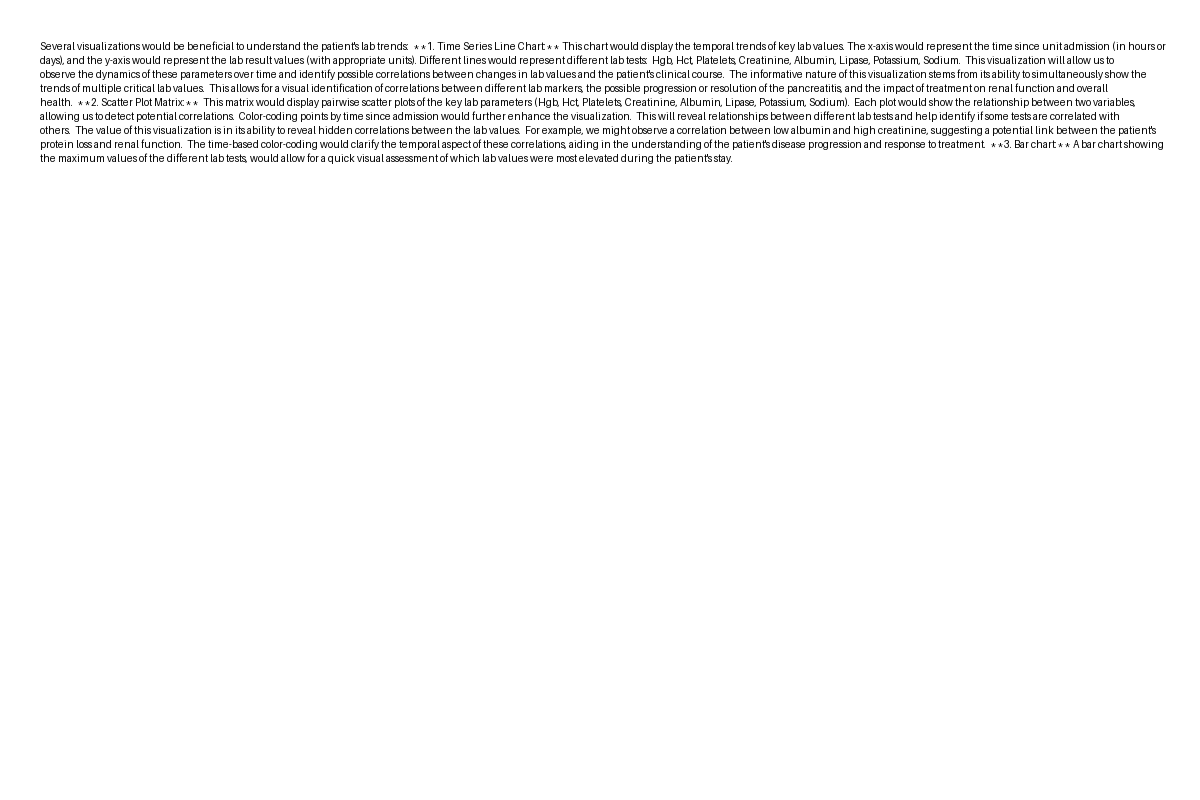 Several visualizations would be beneficial to understand the patient's lab trends:  **1. Time Series Line Chart:** This chart would display the temporal trends of key lab values. The x-axis would represent the time since unit admission (in hours or
days), and the y-axis would represent the lab result values (with appropriate units). Different lines would represent different lab tests:  Hgb, Hct, Platelets, Creatinine, Albumin, Lipase, Potassium, Sodium.  This visualization will allow us to
observe the dynamics of these parameters over time and identify possible correlations between changes in lab values and the patient's clinical course.  The informative nature of this visualization stems from its ability to simultaneously show the
trends of multiple critical lab values.  This allows for a visual identification of correlations between different lab markers, the possible progression or resolution of the pancreatitis, and the impact of treatment on renal function and overall
health.  **2. Scatter Plot Matrix:**  This matrix would display pairwise scatter plots of the key lab parameters (Hgb, Hct, Platelets, Creatinine, Albumin, Lipase, Potassium, Sodium).  Each plot would show the relationship between two variables,
allowing us to detect potential correlations.  Color-coding points by time since admission would further enhance the visualization.  This will reveal relationships between different lab tests and help identify if some tests are correlated with
others.  The value of this visualization is in its ability to reveal hidden correlations between the lab values.  For example, we might observe a correlation between low albumin and high creatinine, suggesting a potential link between the patient's
protein loss and renal function.  The time-based color-coding would clarify the temporal aspect of these correlations, aiding in the understanding of the patient's disease progression and response to treatment.  **3. Bar chart:** A bar chart showing
the maximum values of the different lab tests, would allow for a quick visual assessment of which lab values were most elevated during the patient's stay.